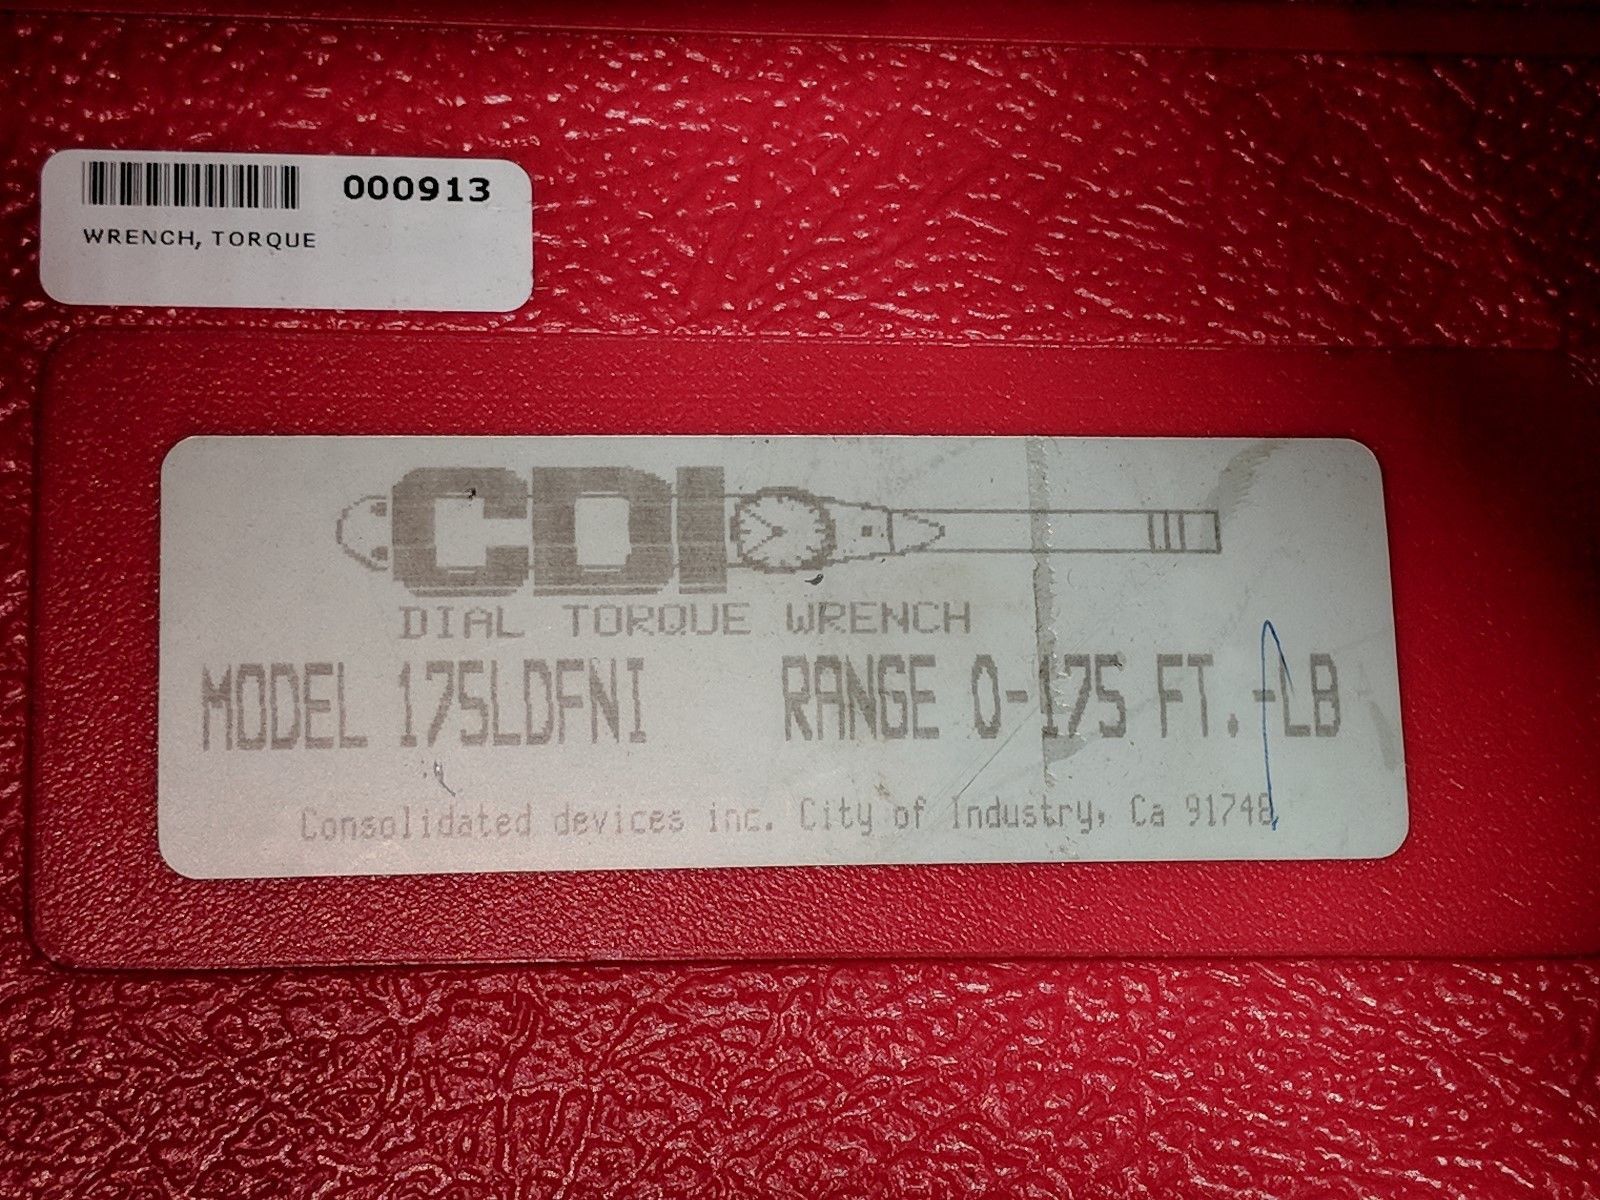 000913
WRENCH, TORQUE
CDI
DIAL TORQUE WRENCH
MODEL 175LDFNI RANGE 0-175 FT.-LB
Consolidated devices inc. City of Industry, Ca 91748